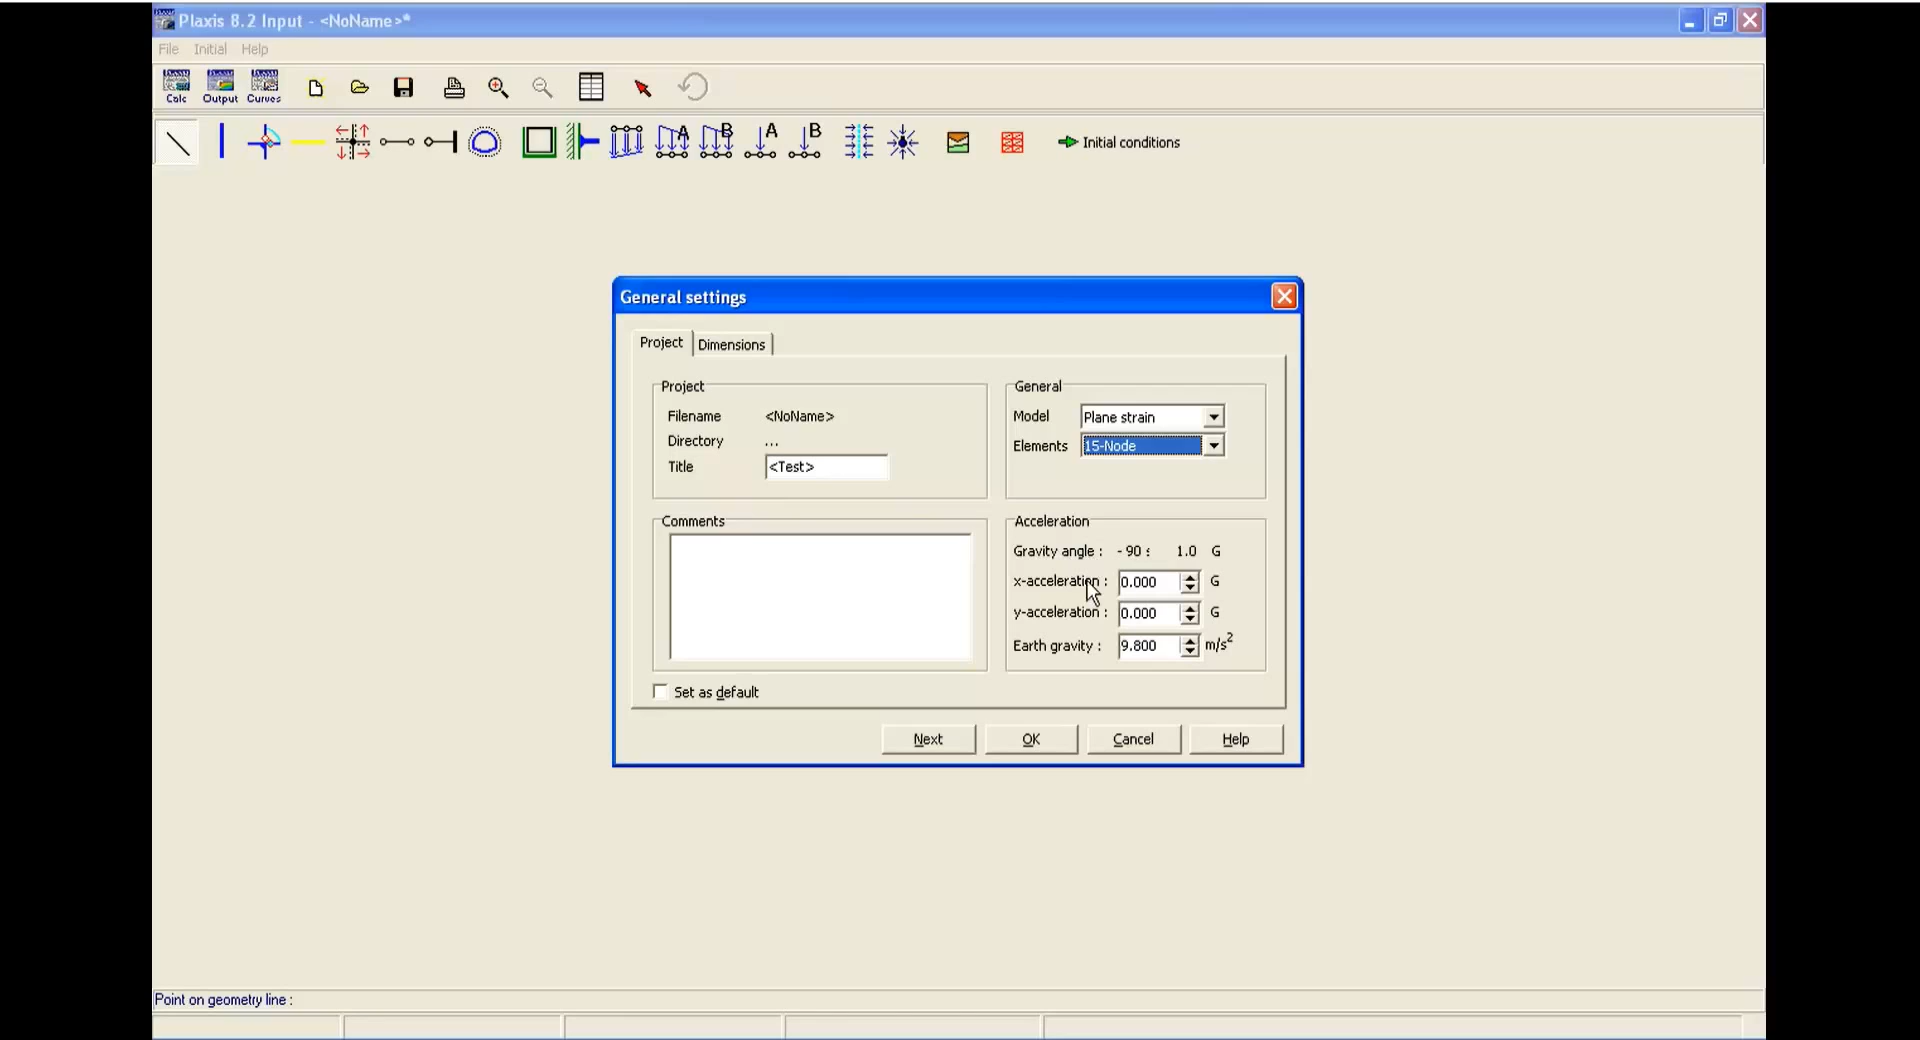 Plaxis 8.2 Input - <NoName>*
File Initial Help
Calc Output Curves
A B A B Initial conditions
General settings
Project Dimensions
Project
Filename <NoName>
Directory ...
Title <Test>
General
Model Plane strain
Elements 15-Node
Comments
Acceleration
Gravity angle : - 90 : 1.0 G
x-acceleration : 0.000 G
y-acceleration : 0.000 G
Earth gravity : 9.800 m/s²
Set as default
Next OK Cancel Help
Point on geometry line :